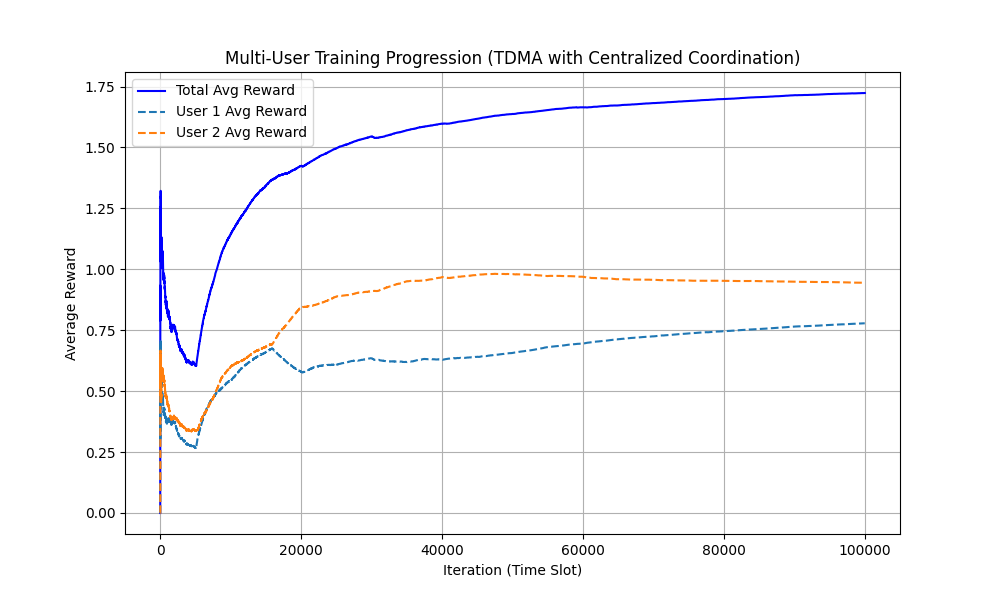 Multi-User Training Progression (TDMA with Centralized Coordination)
Total Avg Reward
User 1 Avg Reward
User 2 Avg Reward
Average Reward
1.75
1.50
1.25
1.00
0.75
0.50
0.25
0.00
0 20000 40000 60000 80000 100000
Iteration (Time Slot)